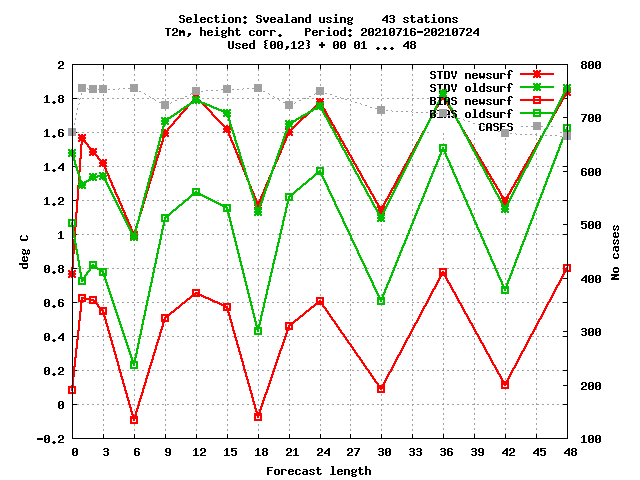 Selection: Svealand using    43 stations
T2m, height corr.   Period: 20210716-20210724
Used {00,12} + 00 01 ... 48
STDV newsurf
STDV oldsurf
BIAS newsurf
BIAS oldsurf
CASES
2
1.8
1.6
1.4
1.2
1
0.8
0.6
0.4
0.2
0
-0.2
deg C
800
700
600
500
400
300
200
100
No cases
0 3 6 9 12 15 18 21 24 27 30 33 36 39 42 45 48
Forecast length